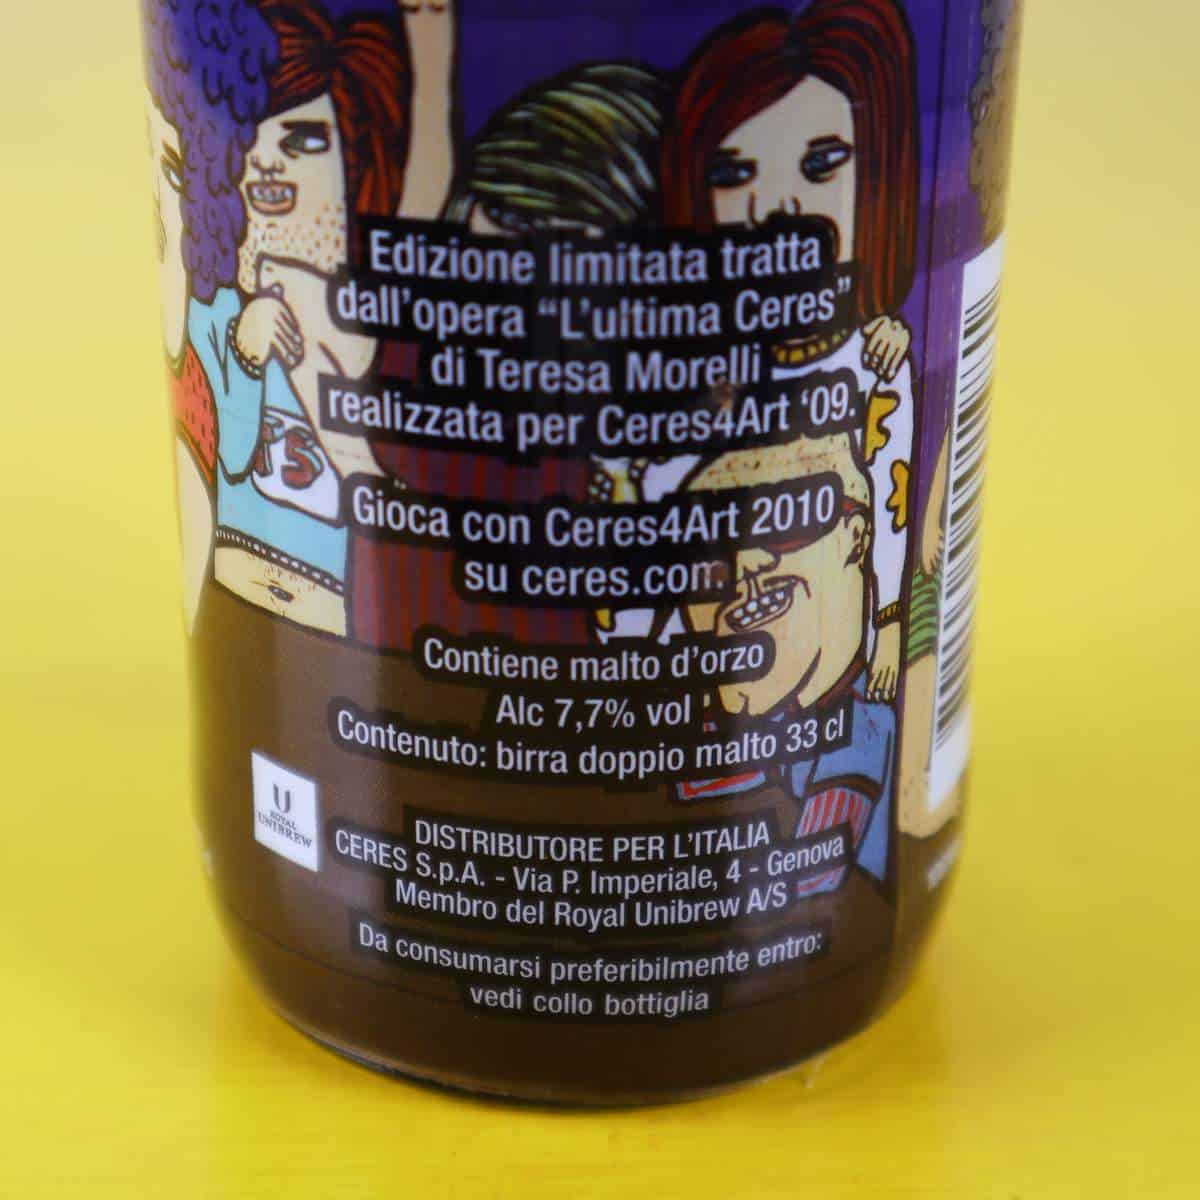 Edizione limitata tratta
dall'opera "L'ultima Ceres"
di Teresa Morelli
realizzata per Ceres4Art '09.
Gioca con Ceres4Art 2010
su ceres.com.
Contiene malto d'orzo
Alc 7,7% vol
Contenuto: birra doppio malto 33 cl
U
ROYAL
UNIBREW
DISTRIBUTORE PER L'ITALIA
CERES S.p.A. - Via P. Imperiale, 4 - Genova
Membro del Royal Unibrew A/S
Da consumarsi preferibilmente entro:
vedi collo bottiglia